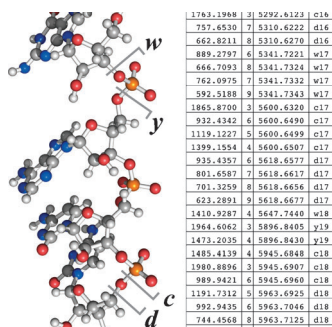 w
y
c
d
1763.1968 3 5292.6123 c16
757.6530 7 5310.6222 d16
662.8211 8 5310.6270 d16
889.2797 6 5341.7221 w17
666.7093 8 5341.7324 w17
762.0975 7 5341.7332 w17
592.5188 9 5341.7343 w17
1865.8700 3 5600.6320 c17
932.4342 6 5600.6490 c17
1119.1227 5 5600.6499 c17
1399.1554 4 5600.6507 c17
935.4357 6 5618.6577 d17
801.6587 7 5618.6617 d17
701.3259 8 5618.6656 d17
623.2891 9 5618.6677 d17
1410.9287 4 5647.7440 w18
1964.6062 3 5896.8405 y19
1473.2035 4 5896.8430 y19
1485.4139 4 5945.6848 c18
1980.8896 3 5945.6907 c18
989.9421 6 5945.6960 c18
1191.7312 5 5963.6925 d18
992.9435 6 5963.7046 d18
744.4568 8 5963.7125 d18